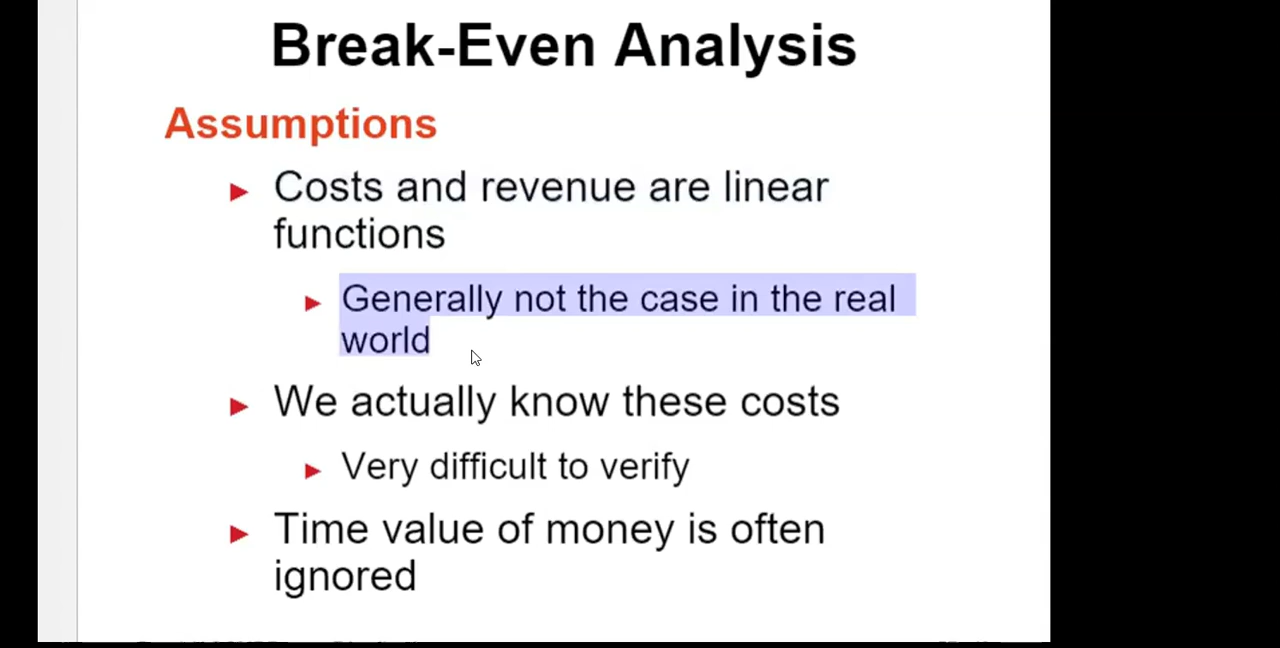 Break-Even Analysis
Assumptions
Costs and revenue are linear
functions
Generally not the case in the real
world
We actually know these costs
Very difficult to verify
Time value of money is often
ignored